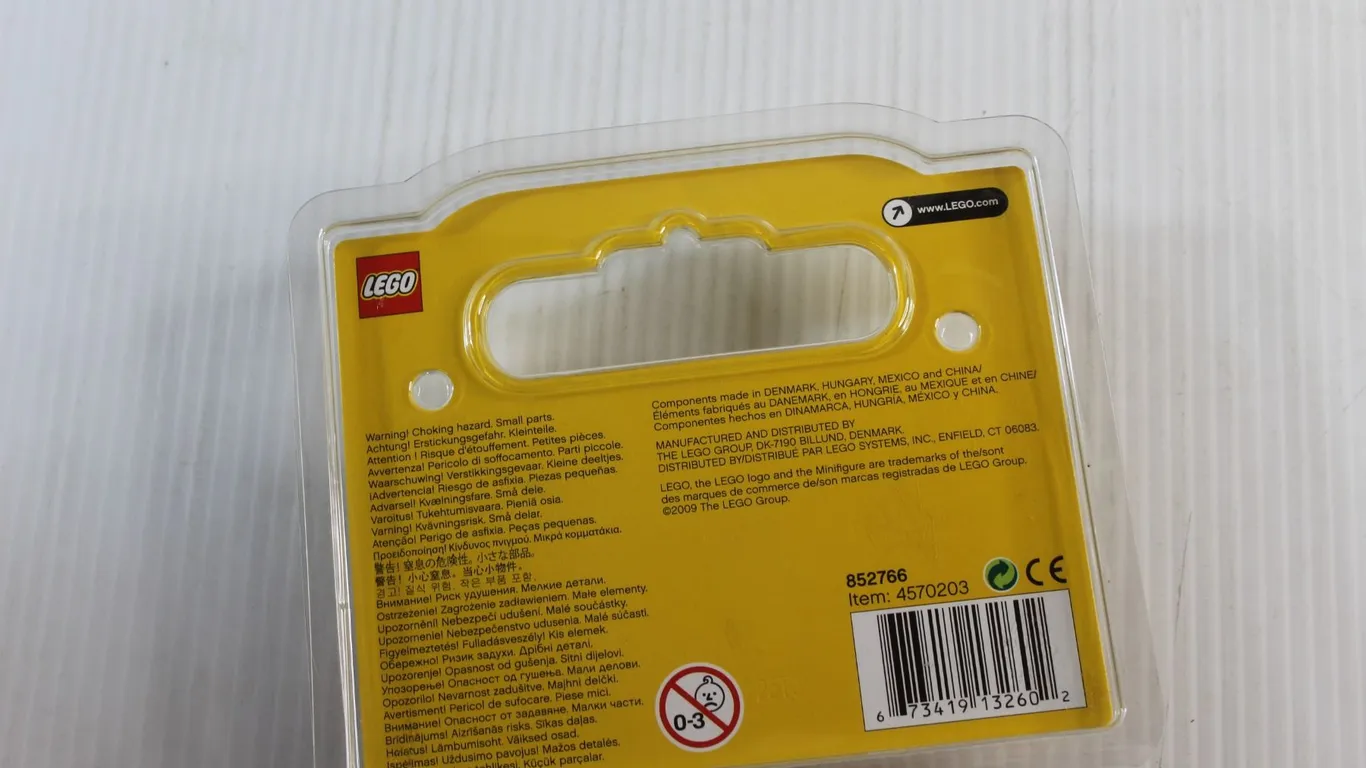 www.LEGO.com
LEGO
Components made in DENMARK, HUNGARY, MEXICO and CHINA/
Éléments fabriqués au DANEMARK, en HONGRIE, au MEXIQUE et en CHINE/
Componentes hechos en DINAMARCA, HUNGRÍA, MÉXICO y CHINA.
MANUFACTURED AND DISTRIBUTED BY
THE LEGO GROUP, DK-7190 BILLUND, DENMARK.
DISTRIBUTED BY/DISTRIBUÉ PAR LEGO SYSTEMS, INC., ENFIELD, CT 06083.
LEGO, the LEGO logo and the Minifigure are trademarks of the/sont
des marques de commerce de/son marcas registradas de LEGO Group.
©2009 The LEGO Group.
Warning! Choking hazard. Small parts.
Achtung! Erstickungsgefahr. Kleinteile.
Attention ! Risque d'étouffement. Petites pièces.
Avvertenza! Pericolo di soffocamento. Parti piccole.
Waarschuwing! Verstikkingsgevaar. Kleine deeltjes.
¡Advertencia! Riesgo de asfixia. Piezas pequeñas.
Advarsel! Kvælningsfare. Små dele.
Varoitus! Tukehtumisvaara. Pieniä osia.
Varning! Kvävningsrisk. Små delar.
Atenção! Perigo de asfixia. Peças pequenas.
Προειδοποίηση! Κίνδυνος πνιγμού. Μικρά κομματάκια.
警告! 窒息の危険性。小さな部品。
警告! 小心窒息。当心小物件。
경고! 질식 위험. 작은 부품 포함.
Внимание! Риск удушения. Мелкие детали.
Ostrzeżenie! Zagrożenie zadławieniem. Małe elementy.
Upozornění! Nebezpečí udušení. Malé součástky.
Upozornenie! Nebezpečenstvo udusenia. Malé súčasti.
Figyelmeztetés! Fulladásveszély! Kis elemek.
Обережно! Ризик задухи. Дрібні деталі.
Upozorenje! Opasnost od gušenja. Sitni dijelovi.
Упозорење! Опасност од гушења. Мали делови.
Opozorilo! Nevarnost zadušitve. Majhni delčki.
Avertisment! Pericol de sufocare. Piese mici.
Внимание! Опасност от задавяне. Малки части.
Bridinājums! Aizrīšanās risks. Sīkas daļas.
Hoiatus! Lämbumisoht. Väiksed osad.
Įspėjimas! Uždusimo pavojus! Mažos detalės.
Küçük parçalar.
852766
Item: 4570203
CE
0-3
6 73419 13260 2